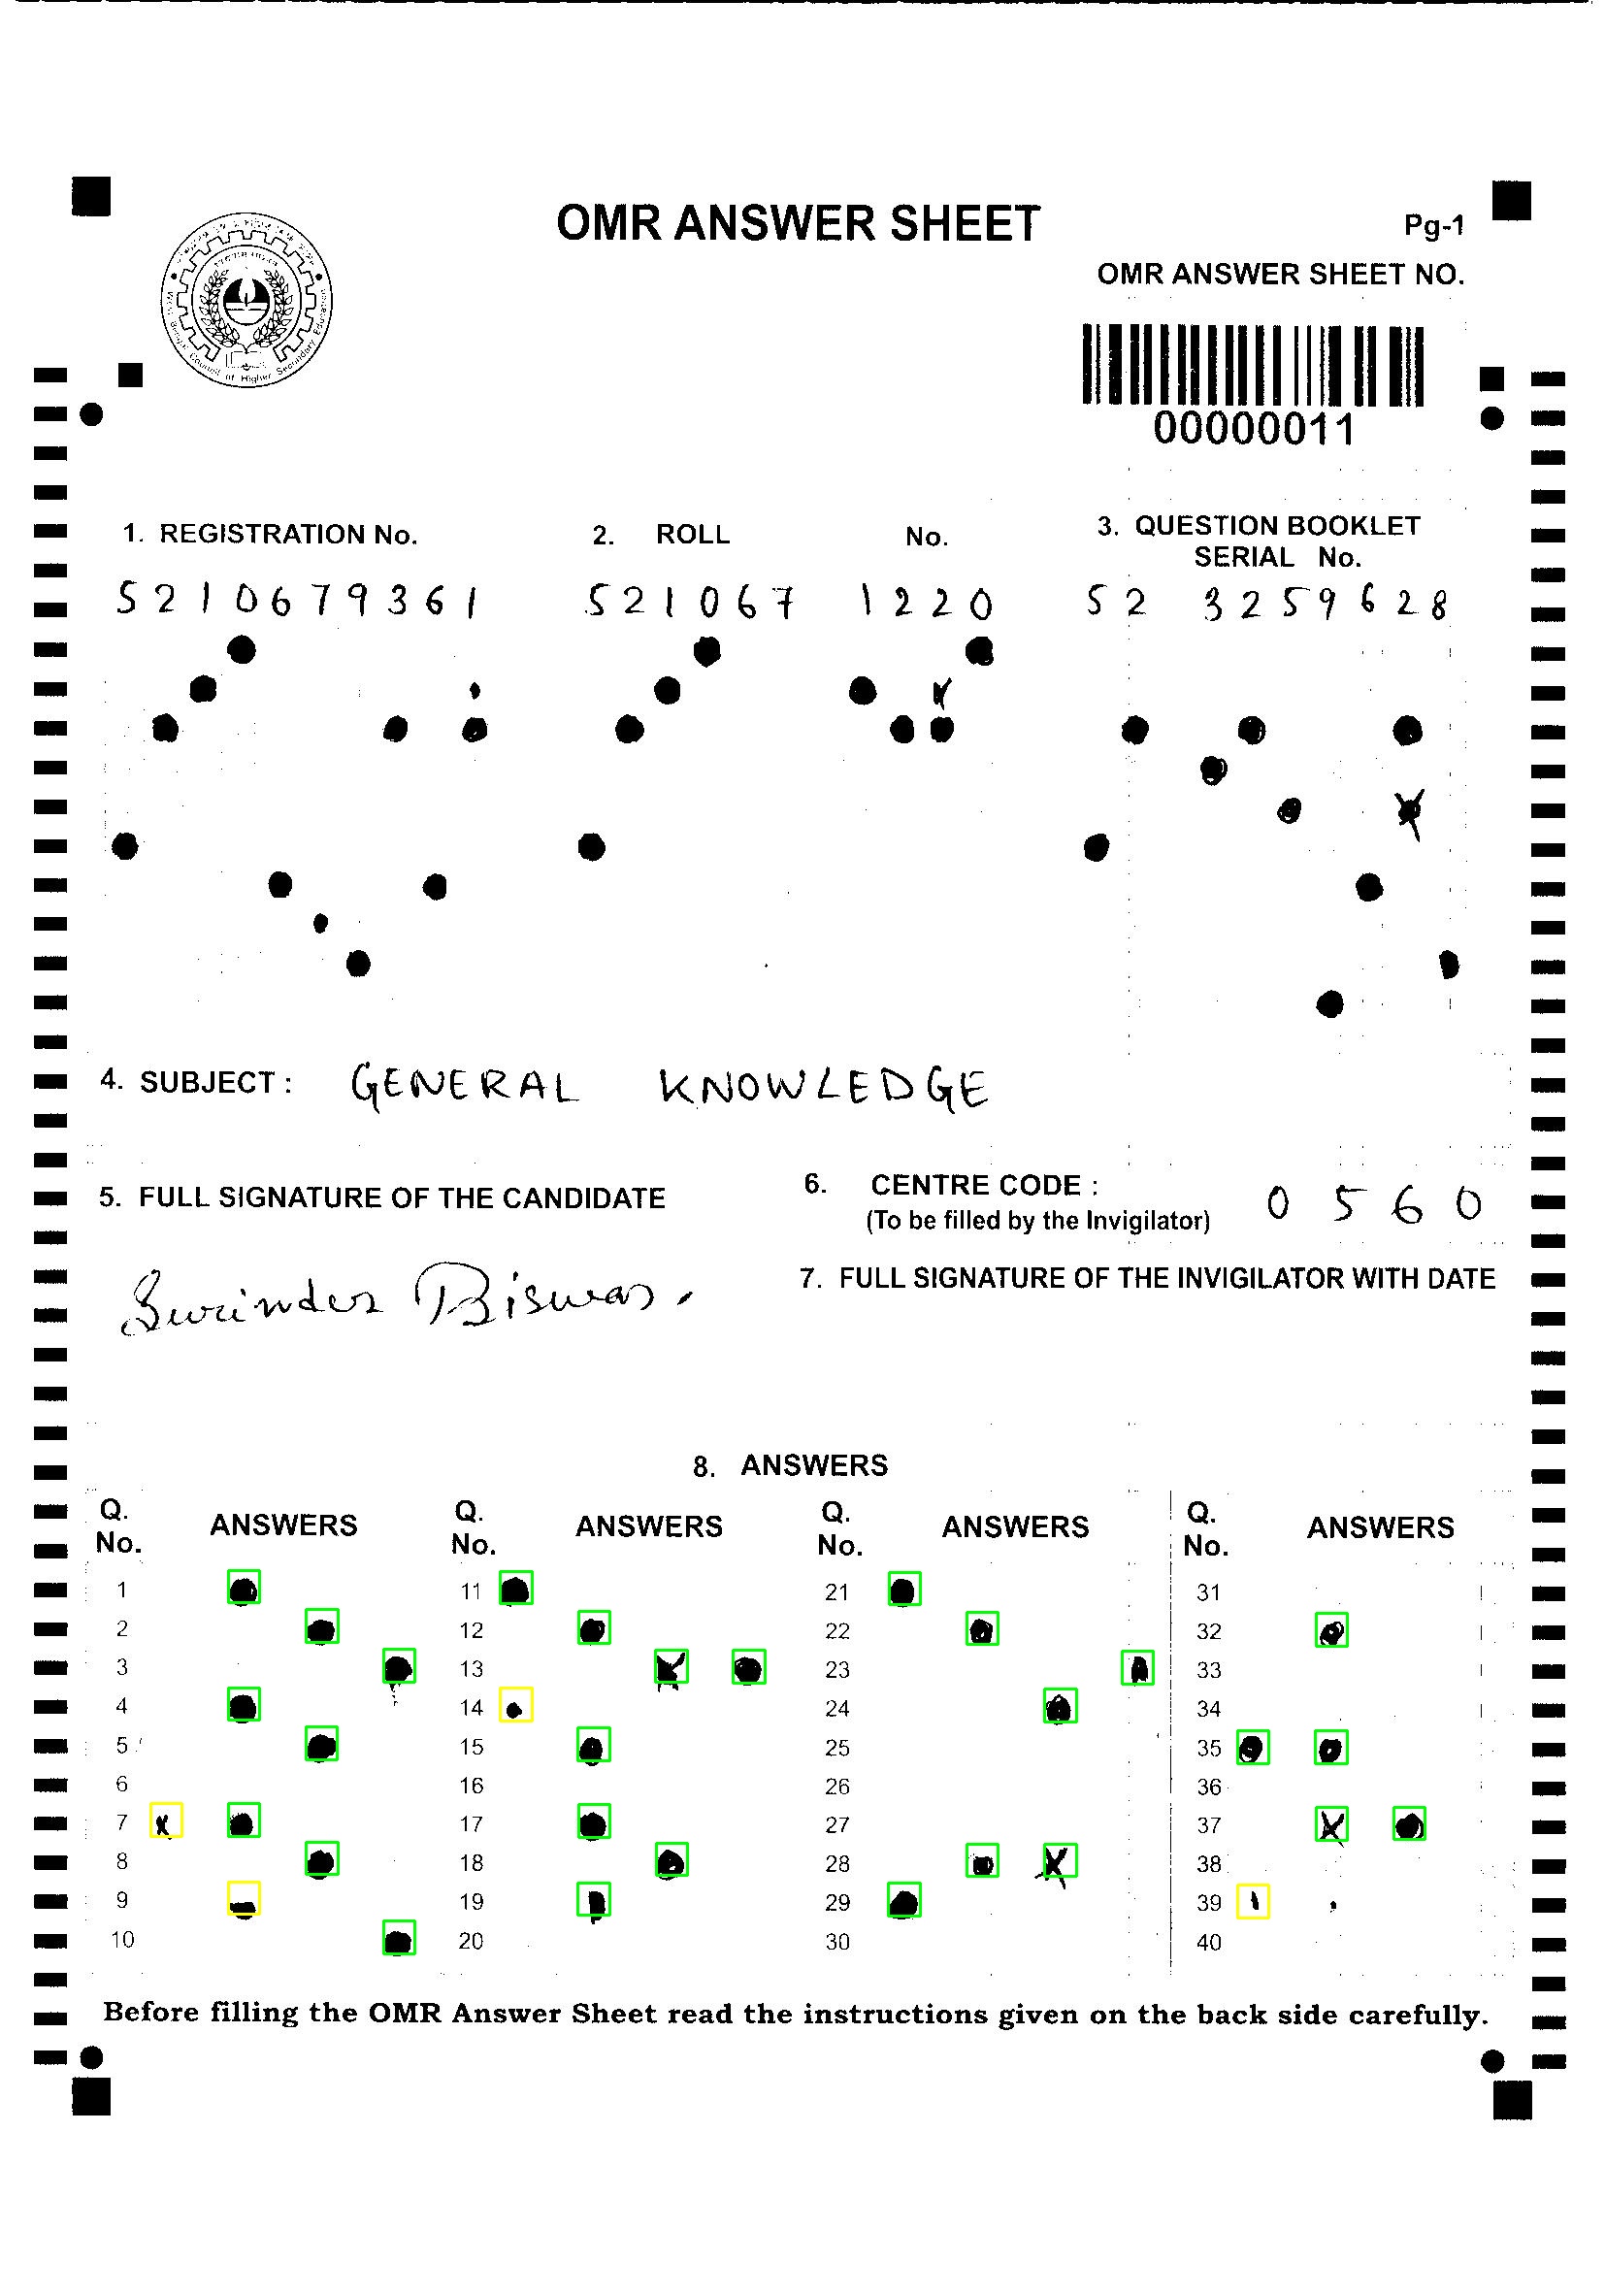 OMR ANSWER SHEET
Pg-1
OMR ANSWER SHEET NO.
00000011
1. REGISTRATION No.
2. ROLL No.
3. QUESTION BOOKLET
SERIAL No.
5210679361
521067 1220
52 3259628
4. SUBJECT : GENERAL KNOWLEDGE
5. FULL SIGNATURE OF THE CANDIDATE
6. CENTRE CODE : 0560
(To be filled by the Invigilator)
7. FULL SIGNATURE OF THE INVIGILATOR WITH DATE
Surinder Biswas.
8. ANSWERS
Q. No. ANSWERS Q. No. ANSWERS Q. No. ANSWERS Q. No. ANSWERS
1 11 21 31
2 12 22 32
3 13 23 33
4 14 24 34
5 15 25 35
6 16 26 36
7 17 27 37
8 18 28 38
9 19 29 39
10 20 30 40
Before filling the OMR Answer Sheet read the instructions given on the back side carefully.